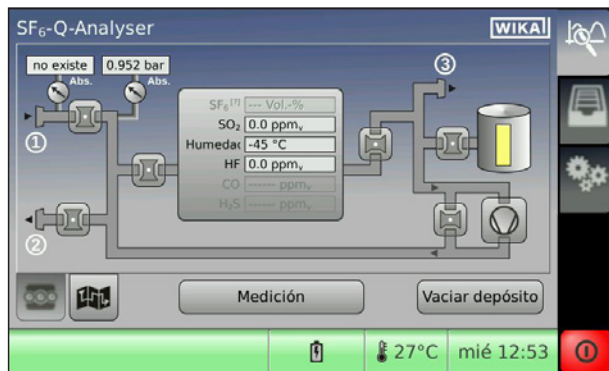 SF₆-Q-Analyser
WIKA
no existe
0.952 bar
Abs.
Abs.
①
②
③
SF₆ [?] --- Vol.-%
SO₂ 0.0 ppmᵥ
Humedac -45 °C
HF 0.0 ppmᵥ
CO ------ ppmᵥ
H₂S ------ ppmᵥ
Medición
Vaciar depósito
27°C
mié 12:53